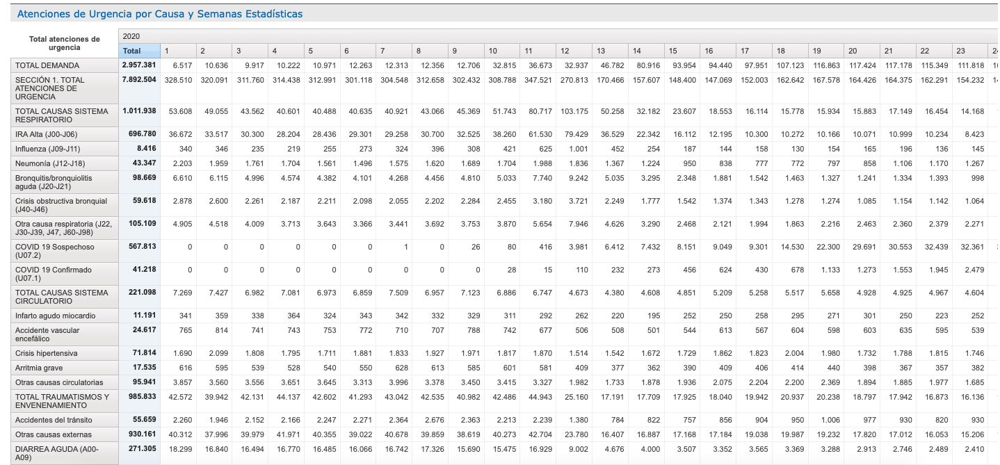 Atenciones de Urgencia por Causa y Semanas Estadísticas
Total atenciones de
urgencia
2020
Total 1 2 3 4 5 6 7 8 9 10 11 12 13 14 15 16 17 18 19 20 21 22 23
TOTAL DEMANDA 2.957.381 6.517 10.636 9.917 10.222 10.971 12.263 12.313 12.356 12.706 32.815 36.673 32.937 46.782 80.916 93.954 94.440 97.951 107.123 116.863 117.424 117.178 115.349 111.818
SECCIÓN 1. TOTAL
ATENCIONES DE
URGENCIA
7.892.504 328.510 320.091 311.760 314.438 312.991 301.118 304.548 312.658 302.432 308.788 347.521 270.813 170.466 157.607 148.400 147.069 152.003 162.642 167.578 164.426 164.375 162.291 154.232
TOTAL CAUSAS SISTEMA
RESPIRATORIO
1.011.938 53.608 49.055 43.562 40.601 40.488 40.635 40.921 43.066 45.369 51.743 80.717 103.175 50.258 32.182 23.607 18.553 16.114 15.778 15.934 15.883 17.149 16.454 14.168
IRA Alta (J00-J06) 696.780 36.672 33.517 30.300 28.204 28.436 29.301 29.258 30.700 32.525 38.260 61.530 79.429 36.529 22.342 16.112 12.195 10.300 10.272 10.166 10.071 10.999 10.234 8.423
Influenza (J09-J11) 8.416 340 346 235 219 255 273 324 396 308 421 625 1.001 452 254 187 144 158 130 154 165 196 136 145
Neumonía (J12-J18) 43.347 2.203 1.959 1.761 1.704 1.561 1.496 1.575 1.620 1.689 1.704 1.988 1.836 1.367 1.224 950 838 777 772 797 858 1.106 1.170 1.267
Bronquitis/bronquiolitis
aguda (J20-J21)
98.669 6.610 6.115 4.996 4.574 4.382 4.101 4.268 4.456 4.810 5.033 7.740 9.242 5.035 3.295 2.348 1.881 1.542 1.463 1.327 1.241 1.334 1.393 998
Crisis obstructiva bronquial
(J40-J46)
59.618 2.878 2.600 2.261 2.187 2.211 2.098 2.055 2.202 2.284 2.455 3.180 3.721 2.249 1.777 1.542 1.374 1.343 1.278 1.274 1.085 1.154 1.142 1.064
Otra causa respiratoria (J22,
J30-J39, J47, J60-J98)
105.109 4.905 4.518 4.009 3.713 3.643 3.366 3.441 3.692 3.753 3.870 5.654 7.946 4.626 3.290 2.468 2.121 1.994 1.863 2.216 2.463 2.360 2.379 2.271
COVID 19 Sospechoso
(U07.2)
567.813 0 0 0 0 0 0 1 0 26 80 416 3.981 6.412 7.432 8.151 9.049 9.301 14.530 22.300 29.691 30.553 32.439 32.361
COVID 19 Confirmado
(U07.1)
41.218 0 0 0 0 0 0 0 0 0 28 15 110 232 273 456 624 430 678 1.133 1.273 1.553 1.945 2.479
TOTAL CAUSAS SISTEMA
CIRCULATORIO
221.098 7.269 7.427 6.982 7.081 6.973 6.859 7.509 6.957 7.123 6.886 6.747 4.673 4.380 4.608 4.851 5.209 5.258 5.517 5.658 4.928 4.925 4.967 4.604
Infarto agudo miocardio 11.191 341 359 338 364 324 343 342 332 329 311 292 262 220 195 252 250 258 295 271 301 250 223 252
Accidente vascular
encefálico
24.617 765 814 741 743 753 772 710 707 788 742 677 506 508 501 544 613 567 604 598 603 635 595 539
Crisis hipertensiva 71.814 1.690 2.099 1.808 1.795 1.711 1.881 1.833 1.927 1.971 1.817 1.870 1.514 1.542 1.672 1.729 1.862 1.823 2.004 1.980 1.732 1.788 1.815 1.746
Arritmia grave 17.535 616 595 539 528 540 550 628 613 585 601 581 409 377 362 390 409 406 414 440 398 367 357 382
Otras causas circulatorias 95.941 3.857 3.560 3.556 3.651 3.645 3.313 3.996 3.378 3.450 3.415 3.327 1.982 1.733 1.878 1.936 2.075 2.204 2.200 2.369 1.894 1.885 1.977 1.685
TOTAL TRAUMATISMOS Y
ENVENENAMIENTO
985.833 42.572 39.942 42.131 44.137 42.602 41.293 43.042 42.535 40.982 42.486 44.943 25.160 17.191 17.709 17.925 18.040 19.942 20.937 20.238 18.797 17.942 16.873 16.136
Accidentes del tránsito 55.659 2.260 1.946 2.152 2.166 2.247 2.271 2.364 2.676 2.363 2.213 2.239 1.380 784 822 757 856 904 950 1.006 977 930 820 930
Otras causas externas 930.161 40.312 37.996 39.979 41.971 40.355 39.022 40.678 39.859 38.619 40.273 42.704 23.780 16.407 16.887 17.168 17.184 19.038 19.987 19.232 17.820 17.012 16.053 15.206
DIARREA AGUDA (A00-
A09)
271.305 18.299 16.840 16.494 16.770 16.485 16.066 16.742 17.326 15.690 15.475 16.929 9.002 4.676 4.000 3.507 3.352 3.565 3.369 3.288 2.913 2.746 2.489 2.410